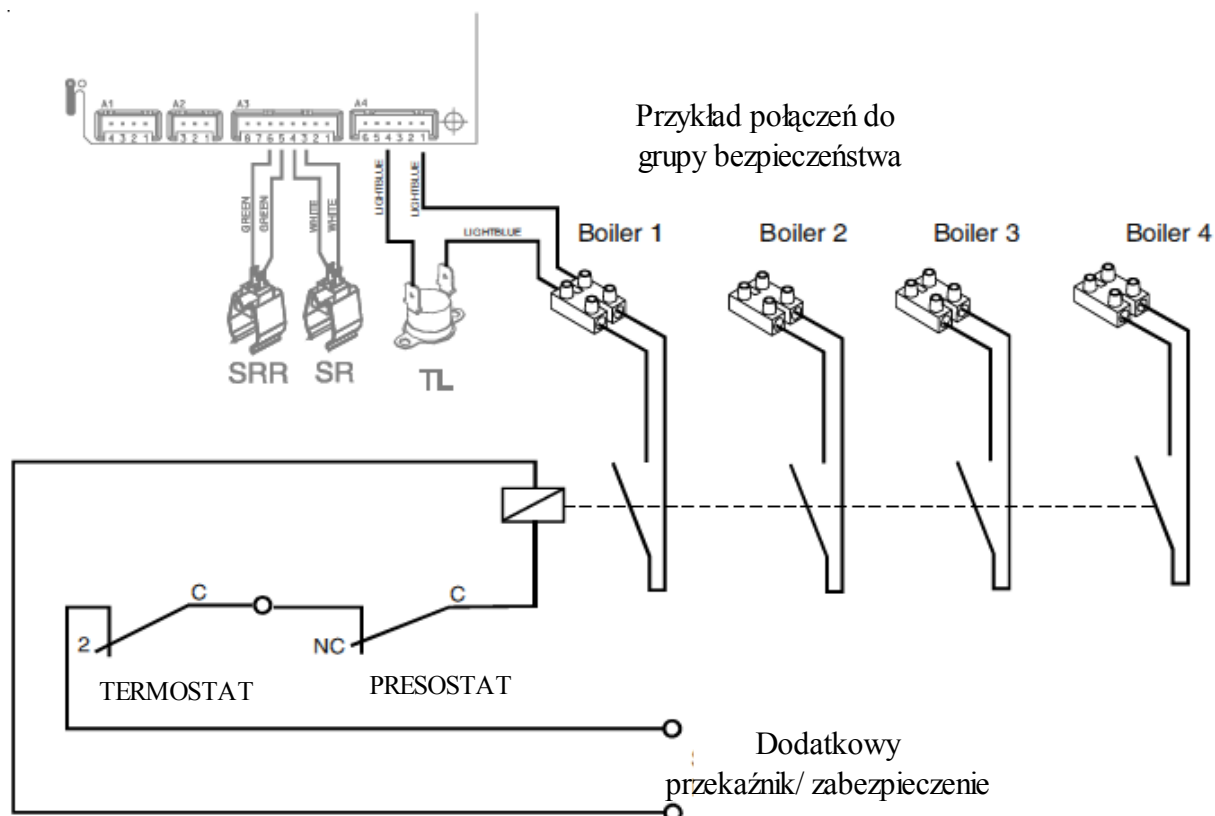 A1 A2 A3 A4
4 3 2 1 3 2 1 8 7 6 5 4 3 2 1 6 5 4 3 2 1
Przykład połączeń do
grupy bezpieczeństwa
GREEN
GREEN
WHITE
WHITE
LIGHTBLUE
LIGHTBLUE
LIGHTBLUE
Boiler 1 Boiler 2 Boiler 3 Boiler 4
SRR SR TL
C C
2 NC
TERMOSTAT PRESOSTAT
Dodatkowy
przekaźnik/ zabezpieczenie